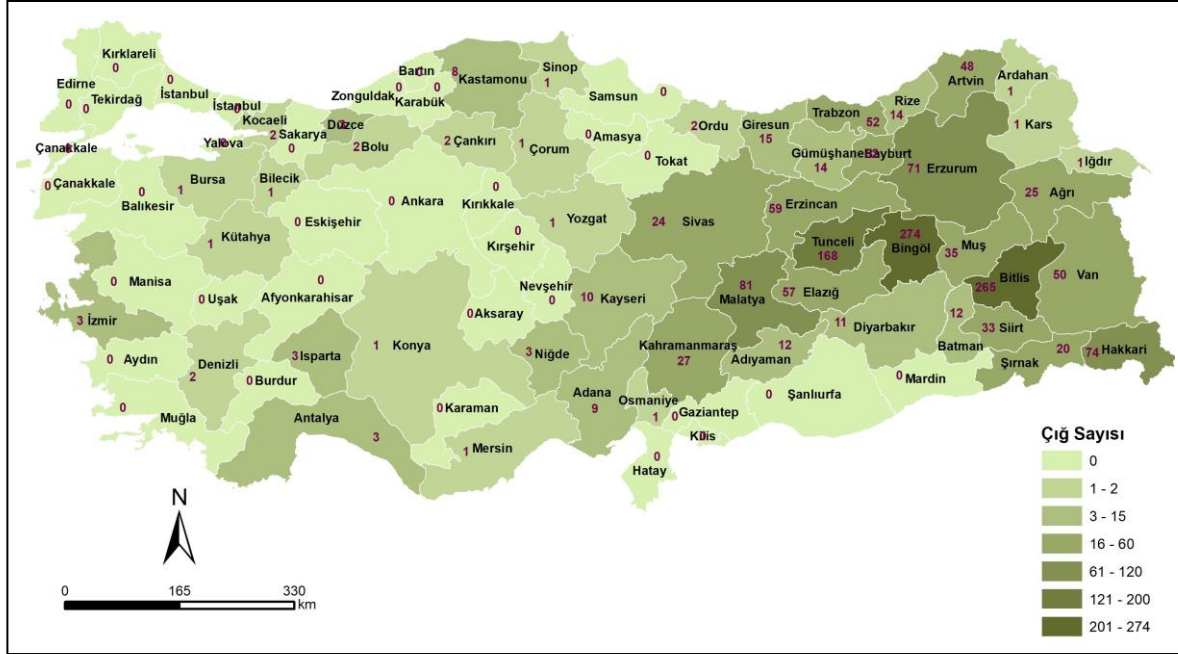 Kırklareli
0
Edirne
0
Tekirdağ
0
İstanbul
0
İstanbul
Kocaeli
2
Sakarya
0
Yalova
Düzce
Bolu
2
Bartın
Zonguldak
0
Karabük
0
Kastamonu
8
Sinop
1
Samsun
0
Çankırı
2
Çorum
1
Amasya
0
Tokat
0
Ordu
2
Giresun
15
Trabzon
52
Rize
14
Artvin
48
Ardahan
1
Kars
1
Iğdır
1
Gümüşhane
14
Bayburt
Erzurum
71
Ağrı
25
Çanakkale
Çanakkale
0
Balıkesir
0
Bursa
1
Bilecik
1
Kütahya
1
Eskişehir
0
Ankara
0
Kırıkkale
0
Kırşehir
0
Yozgat
1
Sivas
24
Erzincan
59
Tunceli
168
Bingöl
274
Muş
35
Bitlis
265
Van
50
Manisa
0
Uşak
0
Afyonkarahisar
0
Nevşehir
0
Aksaray
0
Kayseri
10
Malatya
81
Elazığ
57
Diyarbakır
11
Batman
12
Siirt
33
Şırnak
20
Hakkari
74
İzmir
3
Aydın
0
Denizli
2
Isparta
3
Burdur
0
Konya
1
Niğde
3
Kahramanmaraş
27
Adıyaman
12
Mardin
0
Şanlıurfa
0
Muğla
0
Antalya
3
Karaman
0
Mersin
1
Adana
9
Osmaniye
1
Gaziantep
0
Kilis
Hatay
0
N
0 165 330
km
Çığ Sayısı
0
1 - 2
3 - 15
16 - 60
61 - 120
121 - 200
201 - 274